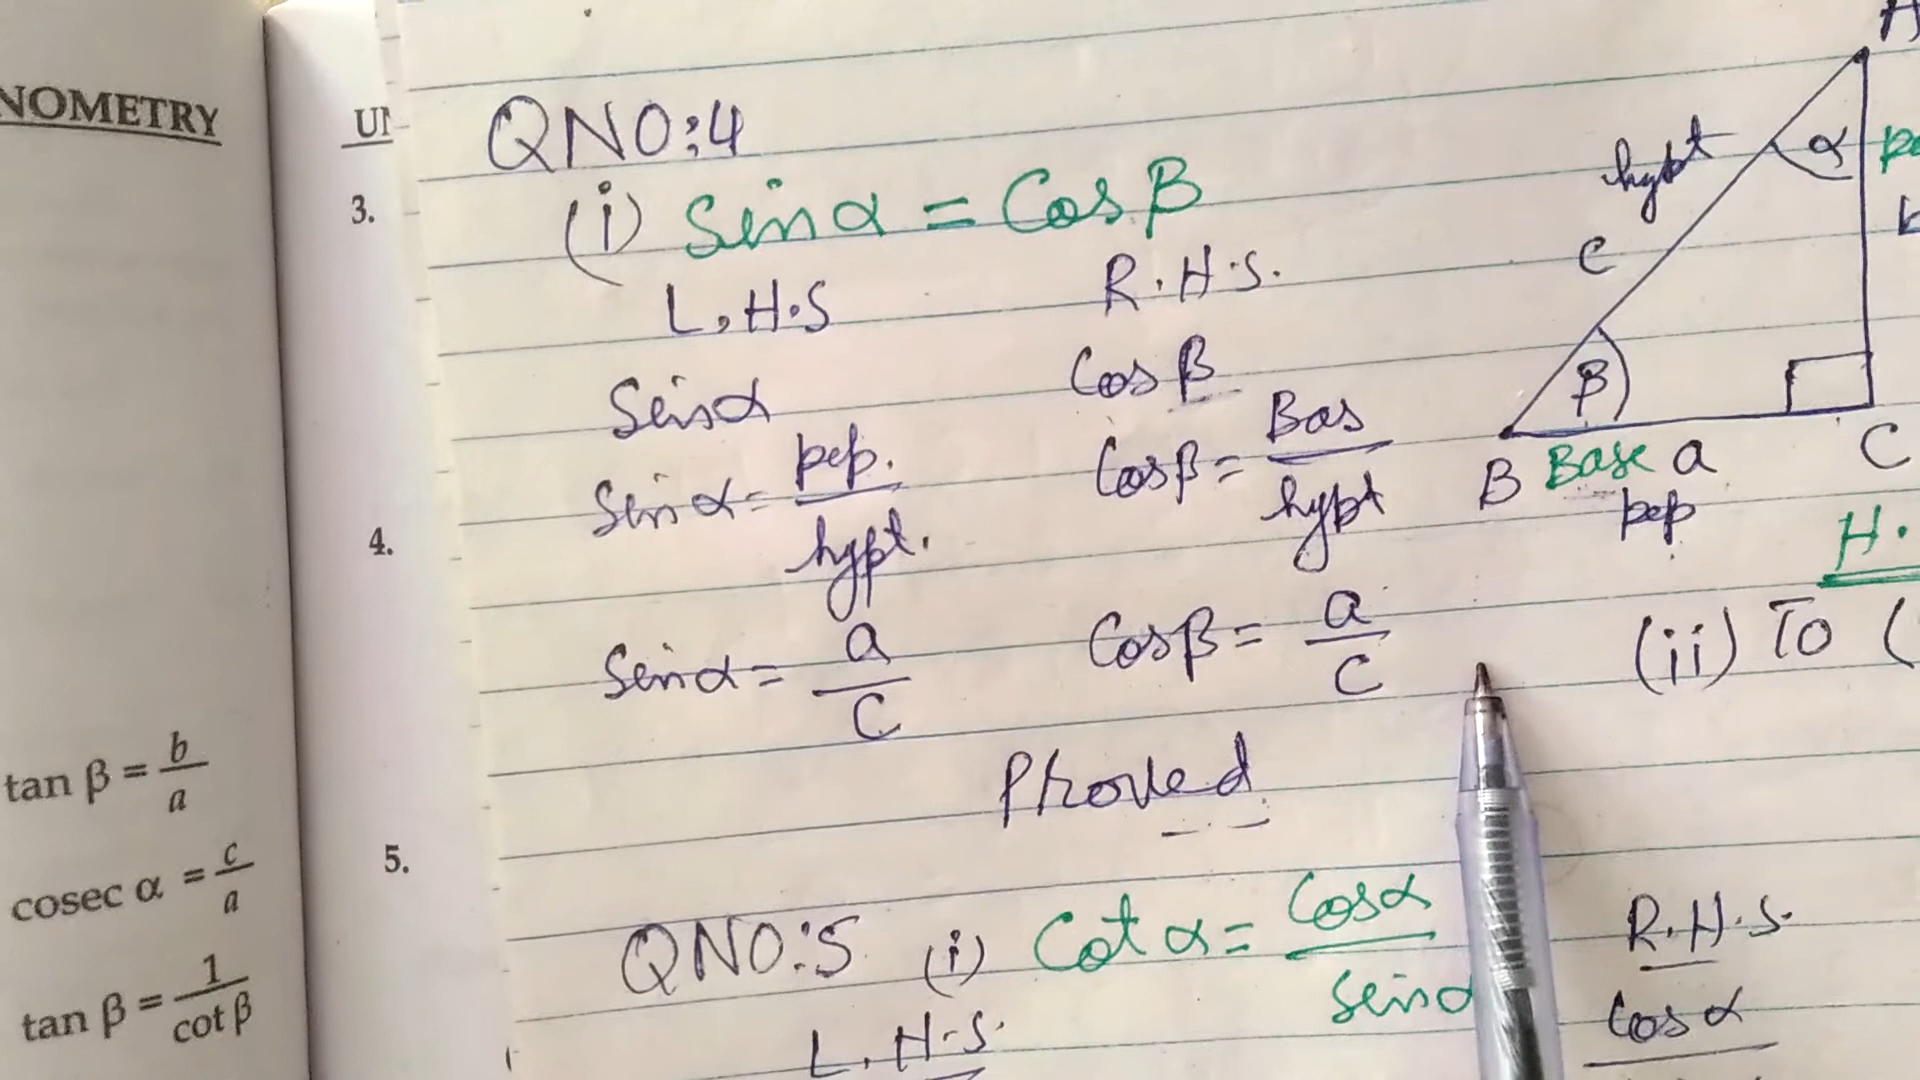 NOMETRY
tan β = b/a
cosec α = c/a
tan β = 1/cot β
3.
4.
5.
QNO:4
(i) Sinα = Cosβ
L.H.S R.H.S.
Sinα Cosβ
Sinα = pep./hypt. Cosβ = Bas/hypt
Sinα = a/c Cosβ = a/c
Proved
hypt
α
c
β
B Base a C
pep
H.
(ii) To (
QNO:5 (i) Cotα = Cosα/Sinα
L.H.S. R.H.S.
Cosα